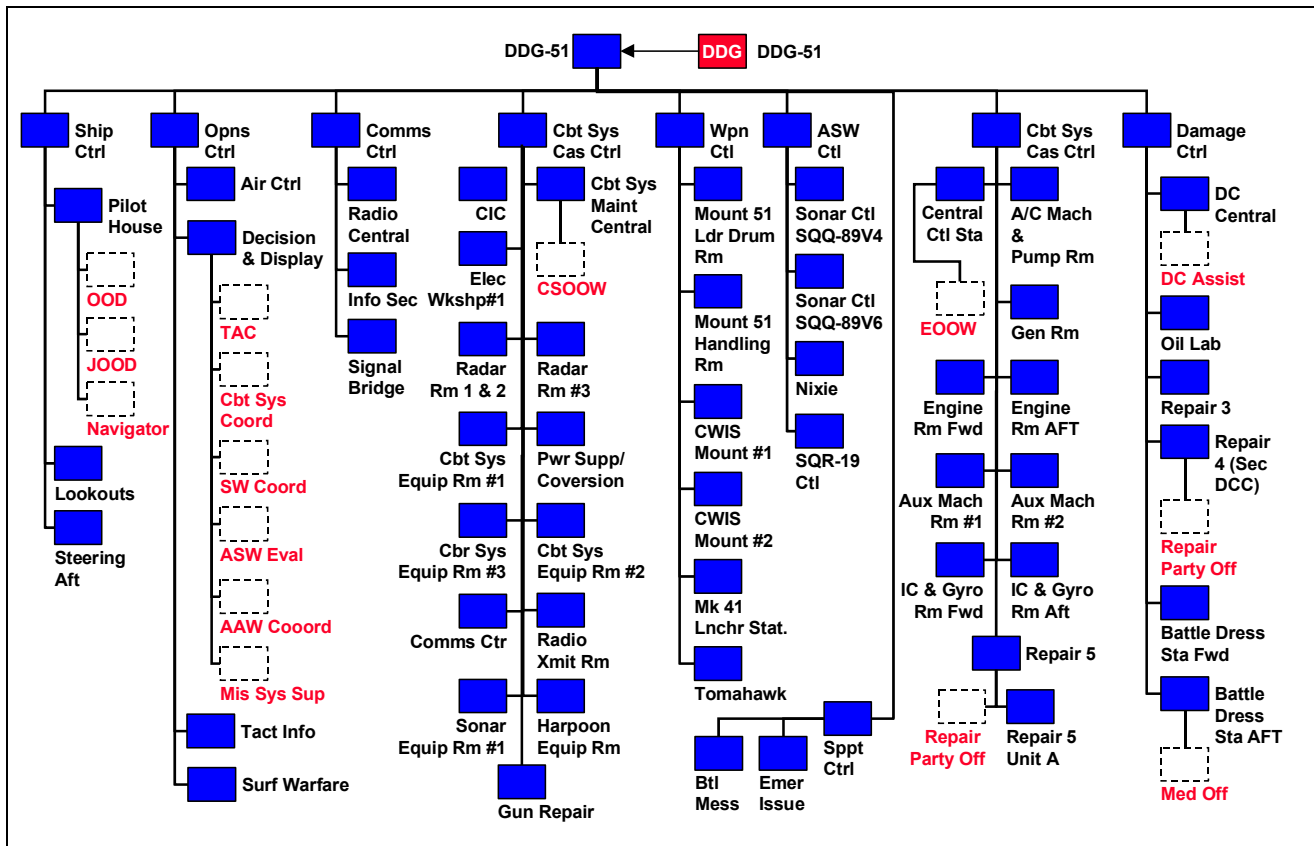 DDG-51
DDG
DDG-51
Ship
Ctrl
Pilot
House
OOD
JOOD
Navigator
Lookouts
Steering
Aft
Opns
Ctrl
Air Ctrl
Decision
& Display
TAC
Cbt Sys
Coord
SW Coord
ASW Eval
AAW Cooord
Mis Sys Sup
Tact Info
Surf Warfare
Comms
Ctrl
Radio
Central
Info Sec
Signal
Bridge
Cbt Sys
Cas Ctrl
CIC
Cbt Sys
Maint
Central
CSOOW
Elec
Wkshp#1
Radar
Rm 1 & 2
Radar
Rm #3
Cbt Sys
Equip Rm #1
Pwr Supp/
Coversion
Cbr Sys
Equip Rm #3
Cbt Sys
Equip Rm #2
Comms Ctr
Radio
Xmit Rm
Sonar
Equip Rm #1
Harpoon
Equip Rm
Gun Repair
Wpn
Ctl
Mount 51
Ldr Drum
Rm
Mount 51
Handling
Rm
CWIS
Mount #1
CWIS
Mount #2
Mk 41
Lnchr Stat.
Tomahawk
ASW
Ctl
Sonar Ctl
SQQ-89V4
Sonar Ctl
SQQ-89V6
Nixie
SQR-19
Ctl
Sppt
Ctrl
Btl
Mess
Emer
Issue
Cbt Sys
Cas Ctrl
Central
Ctl Sta
EOOW
A/C Mach
&
Pump Rm
Gen Rm
Engine
Rm Fwd
Engine
Rm AFT
Aux Mach
Rm #1
Aux Mach
Rm #2
IC & Gyro
Rm Fwd
IC & Gyro
Rm Aft
Repair 5
Repair
Party Off
Repair 5
Unit A
Damage
Ctrl
DC
Central
DC Assist
Oil Lab
Repair 3
Repair
4 (Sec
DCC)
Repair
Party Off
Battle Dress
Sta Fwd
Battle
Dress
Sta AFT
Med Off